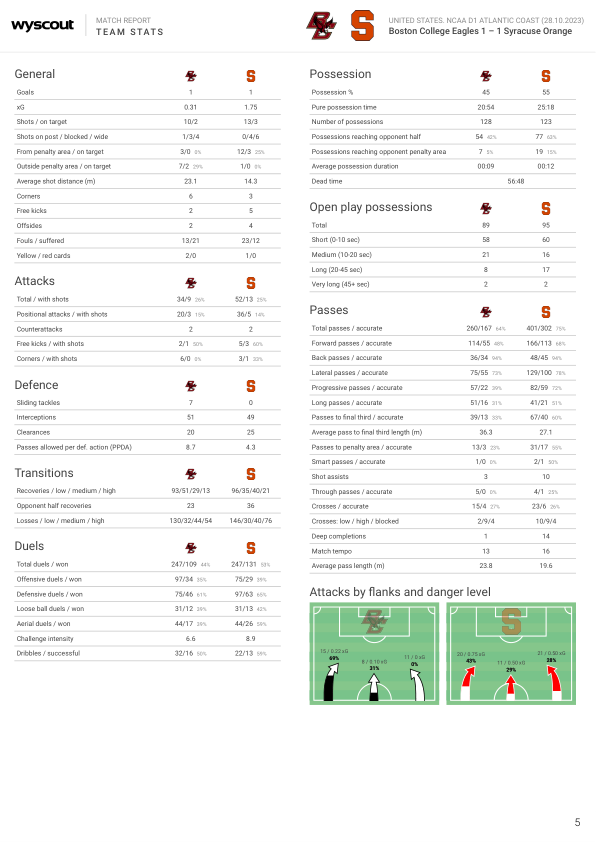 wyscout
MATCH REPORT
TEAM STATS
UNITED STATES. NCAA D1 ATLANTIC COAST (28.10.2023)
Boston College Eagles 1 – 1 Syracuse Orange
General
Goals 1 1
xG 0.31 1.75
Shots / on target 10/2 13/3
Shots on post / blocked / wide 1/3/4 0/4/6
From penalty area / on target 3/0 0% 12/3 25%
Outside penalty area / on target 7/2 29% 1/0 0%
Average shot distance (m) 23.1 14.3
Corners 6 3
Free kicks 2 5
Offsides 2 4
Fouls / suffered 13/21 23/12
Yellow / red cards 2/0 1/0
Attacks
Total / with shots 34/9 26% 52/13 25%
Positional attacks / with shots 20/3 15% 36/5 14%
Counterattacks 2 2
Free kicks / with shots 2/1 50% 5/3 60%
Corners / with shots 6/0 0% 3/1 33%
Defence
Sliding tackles 7 0
Interceptions 51 49
Clearances 20 25
Passes allowed per def. action (PPDA) 8.7 4.3
Transitions
Recoveries / low / medium / high 93/51/29/13 96/35/40/21
Opponent half recoveries 23 36
Losses / low / medium / high 130/32/44/54 146/30/40/76
Duels
Total duels / won 247/109 44% 247/131 53%
Offensive duels / won 97/34 35% 75/29 39%
Defensive duels / won 75/46 61% 97/63 65%
Loose ball duels / won 31/12 39% 31/13 42%
Aerial duels / won 44/17 39% 44/26 59%
Challenge intensity 6.6 8.9
Dribbles / successful 32/16 50% 22/13 59%
Possession
Possession % 45 55
Pure possession time 20:54 25:18
Number of possessions 128 123
Possessions reaching opponent half 54 42% 77 63%
Possessions reaching opponent penalty area 7 5% 19 15%
Average possession duration 00:09 00:12
Dead time 56:48
Open play possessions
Total 89 95
Short (0-10 sec) 58 60
Medium (10-20 sec) 21 16
Long (20-45 sec) 8 17
Very long (45+ sec) 2 2
Passes
Total passes / accurate 260/167 64% 401/302 75%
Forward passes / accurate 114/55 48% 166/113 68%
Back passes / accurate 36/34 94% 48/45 94%
Lateral passes / accurate 75/55 73% 129/100 78%
Progressive passes / accurate 57/22 39% 82/59 72%
Long passes / accurate 51/16 31% 41/21 51%
Passes to final third / accurate 39/13 33% 67/40 60%
Average pass to final third length (m) 36.3 27.1
Passes to penalty area / accurate 13/3 23% 31/17 55%
Smart passes / accurate 1/0 0% 2/1 50%
Shot assists 3 10
Through passes / accurate 5/0 0% 4/1 25%
Crosses / accurate 15/4 27% 23/6 26%
Crosses: low / high / blocked 2/9/4 10/9/4
Deep completions 1 14
Match tempo 13 16
Average pass length (m) 23.8 19.6
Attacks by flanks and danger level
15 / 0.22 xG
69%
8 / 0.10 xG
31%
11 / 0 xG
0%
20 / 0.75 xG
43%
11 / 0.50 xG
29%
21 / 0.50 xG
28%
5